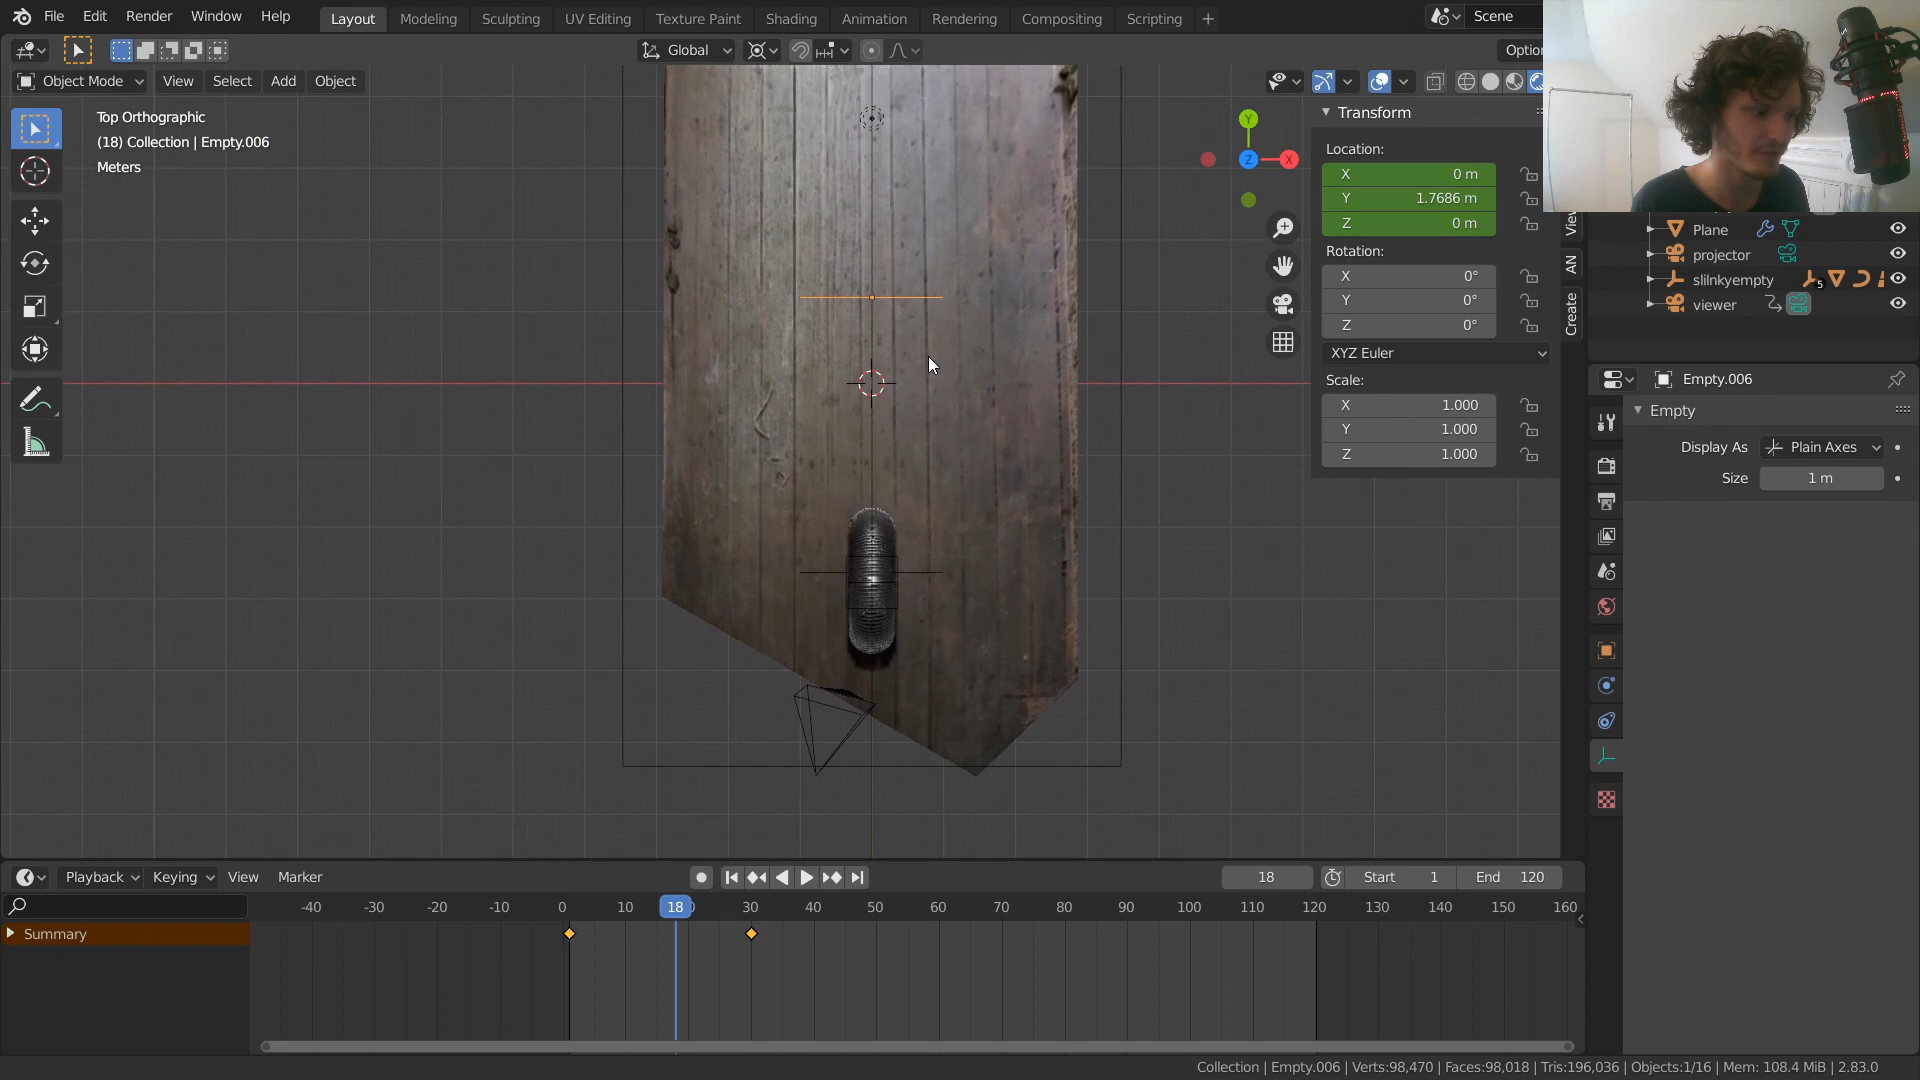 File Edit Render Window Help Layout Modeling Sculpting UV Editing Texture Paint Shading Animation Rendering Compositing Scripting Scene
Global
Object Mode View Select Add Object
Top Orthographic
(18) Collection | Empty.006
Meters
Transform
Location:
X 0 m
Y 1.7686 m
Z 0 m
Rotation:
X 0°
Y 0°
Z 0°
XYZ Euler
Scale:
X 1.000
Y 1.000
Z 1.000
Y
Z
X
AN
Create
Plane
projector
slilnkyempty 5
viewer
Empty.006
Empty
Display As Plain Axes
Size 1 m
Playback Keying View Marker 18 Start 1 End 120
-40 -30 -20 -10 0 10 18 30 40 50 60 70 80 90 100 110 120 130 140 150 160
Summary
Collection | Empty.006 | Verts:98,470 | Faces:98,018 | Tris:196,036 | Objects:1/16 | Mem: 108.4 MiB | 2.83.0